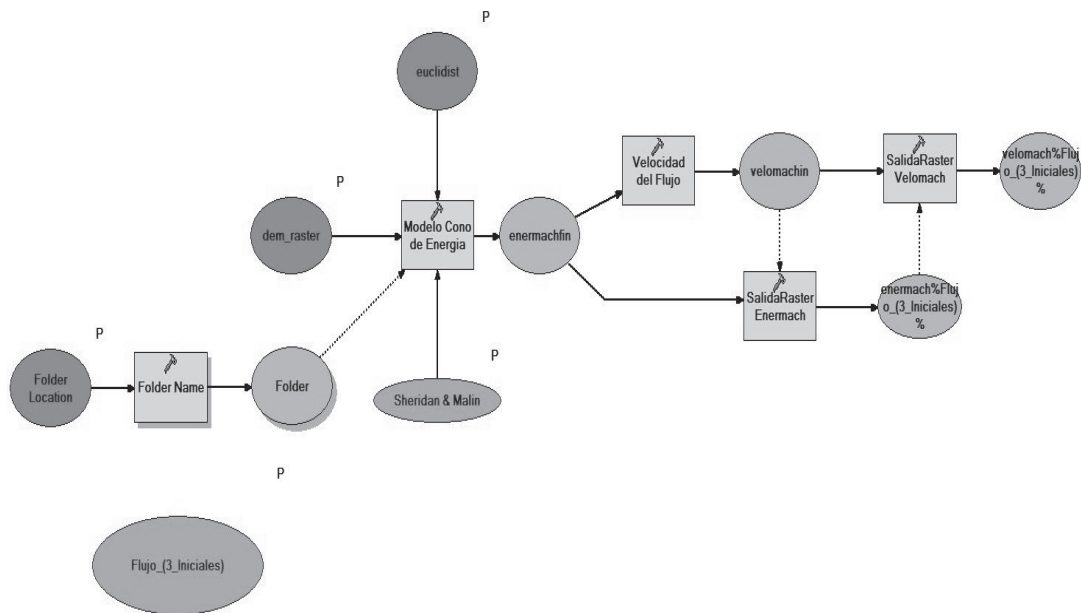 P
euclidist
P
dem_raster
Modelo Cono
de Energia
enermachfin
Velocidad
del Flujo
velomachin
SalidaRaster
Velomach
velomach%Fluj
o_(3_Iniciales)
%
SalidaRaster
Enermach
enermach%Fluj
o_(3_Iniciales)
%
P
Folder
Location
Folder Name
Folder
P
Sheridan & Malin
P
Flujo_(3_Iniciales)